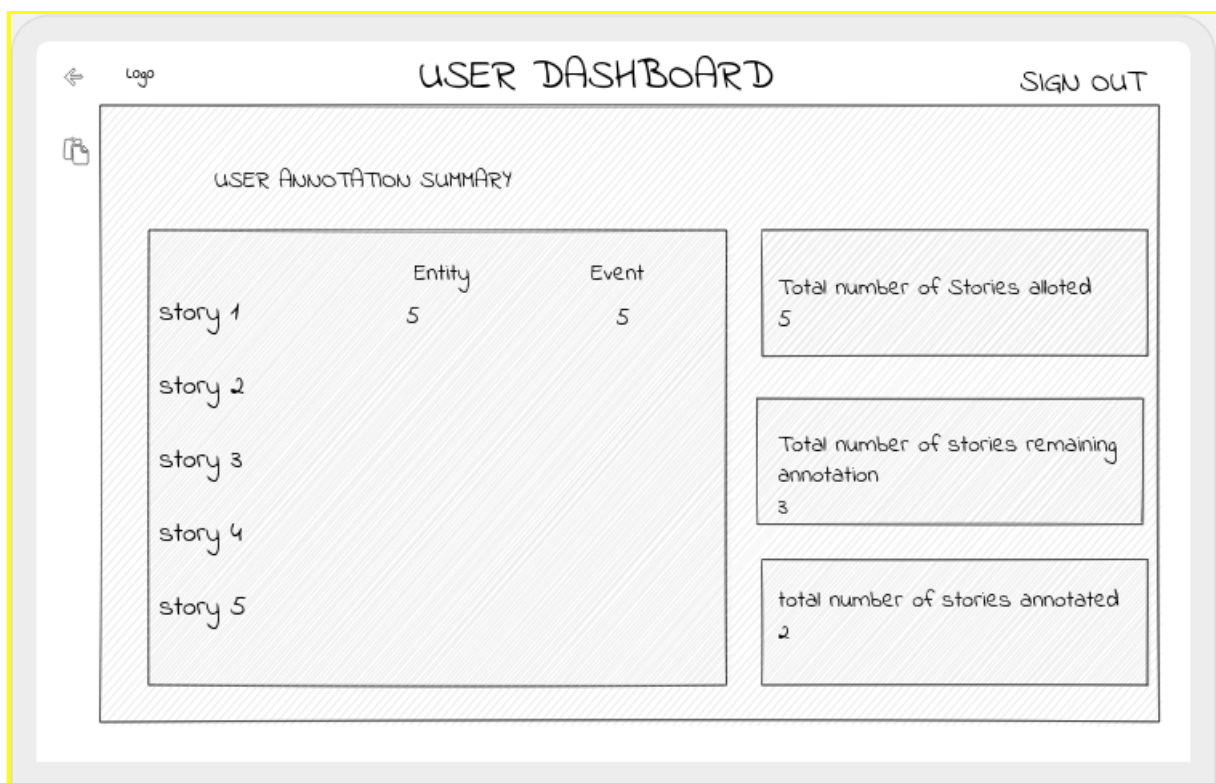 Logo
USER DASHBOARD
SIGN OUT
USER ANNOTATION SUMMARY
Entity Event
story 1 5 5
story 2
story 3
story 4
story 5
Total number of Stories alloted
5
Total number of stories remaining
annotation
3
total number of stories annotated
2